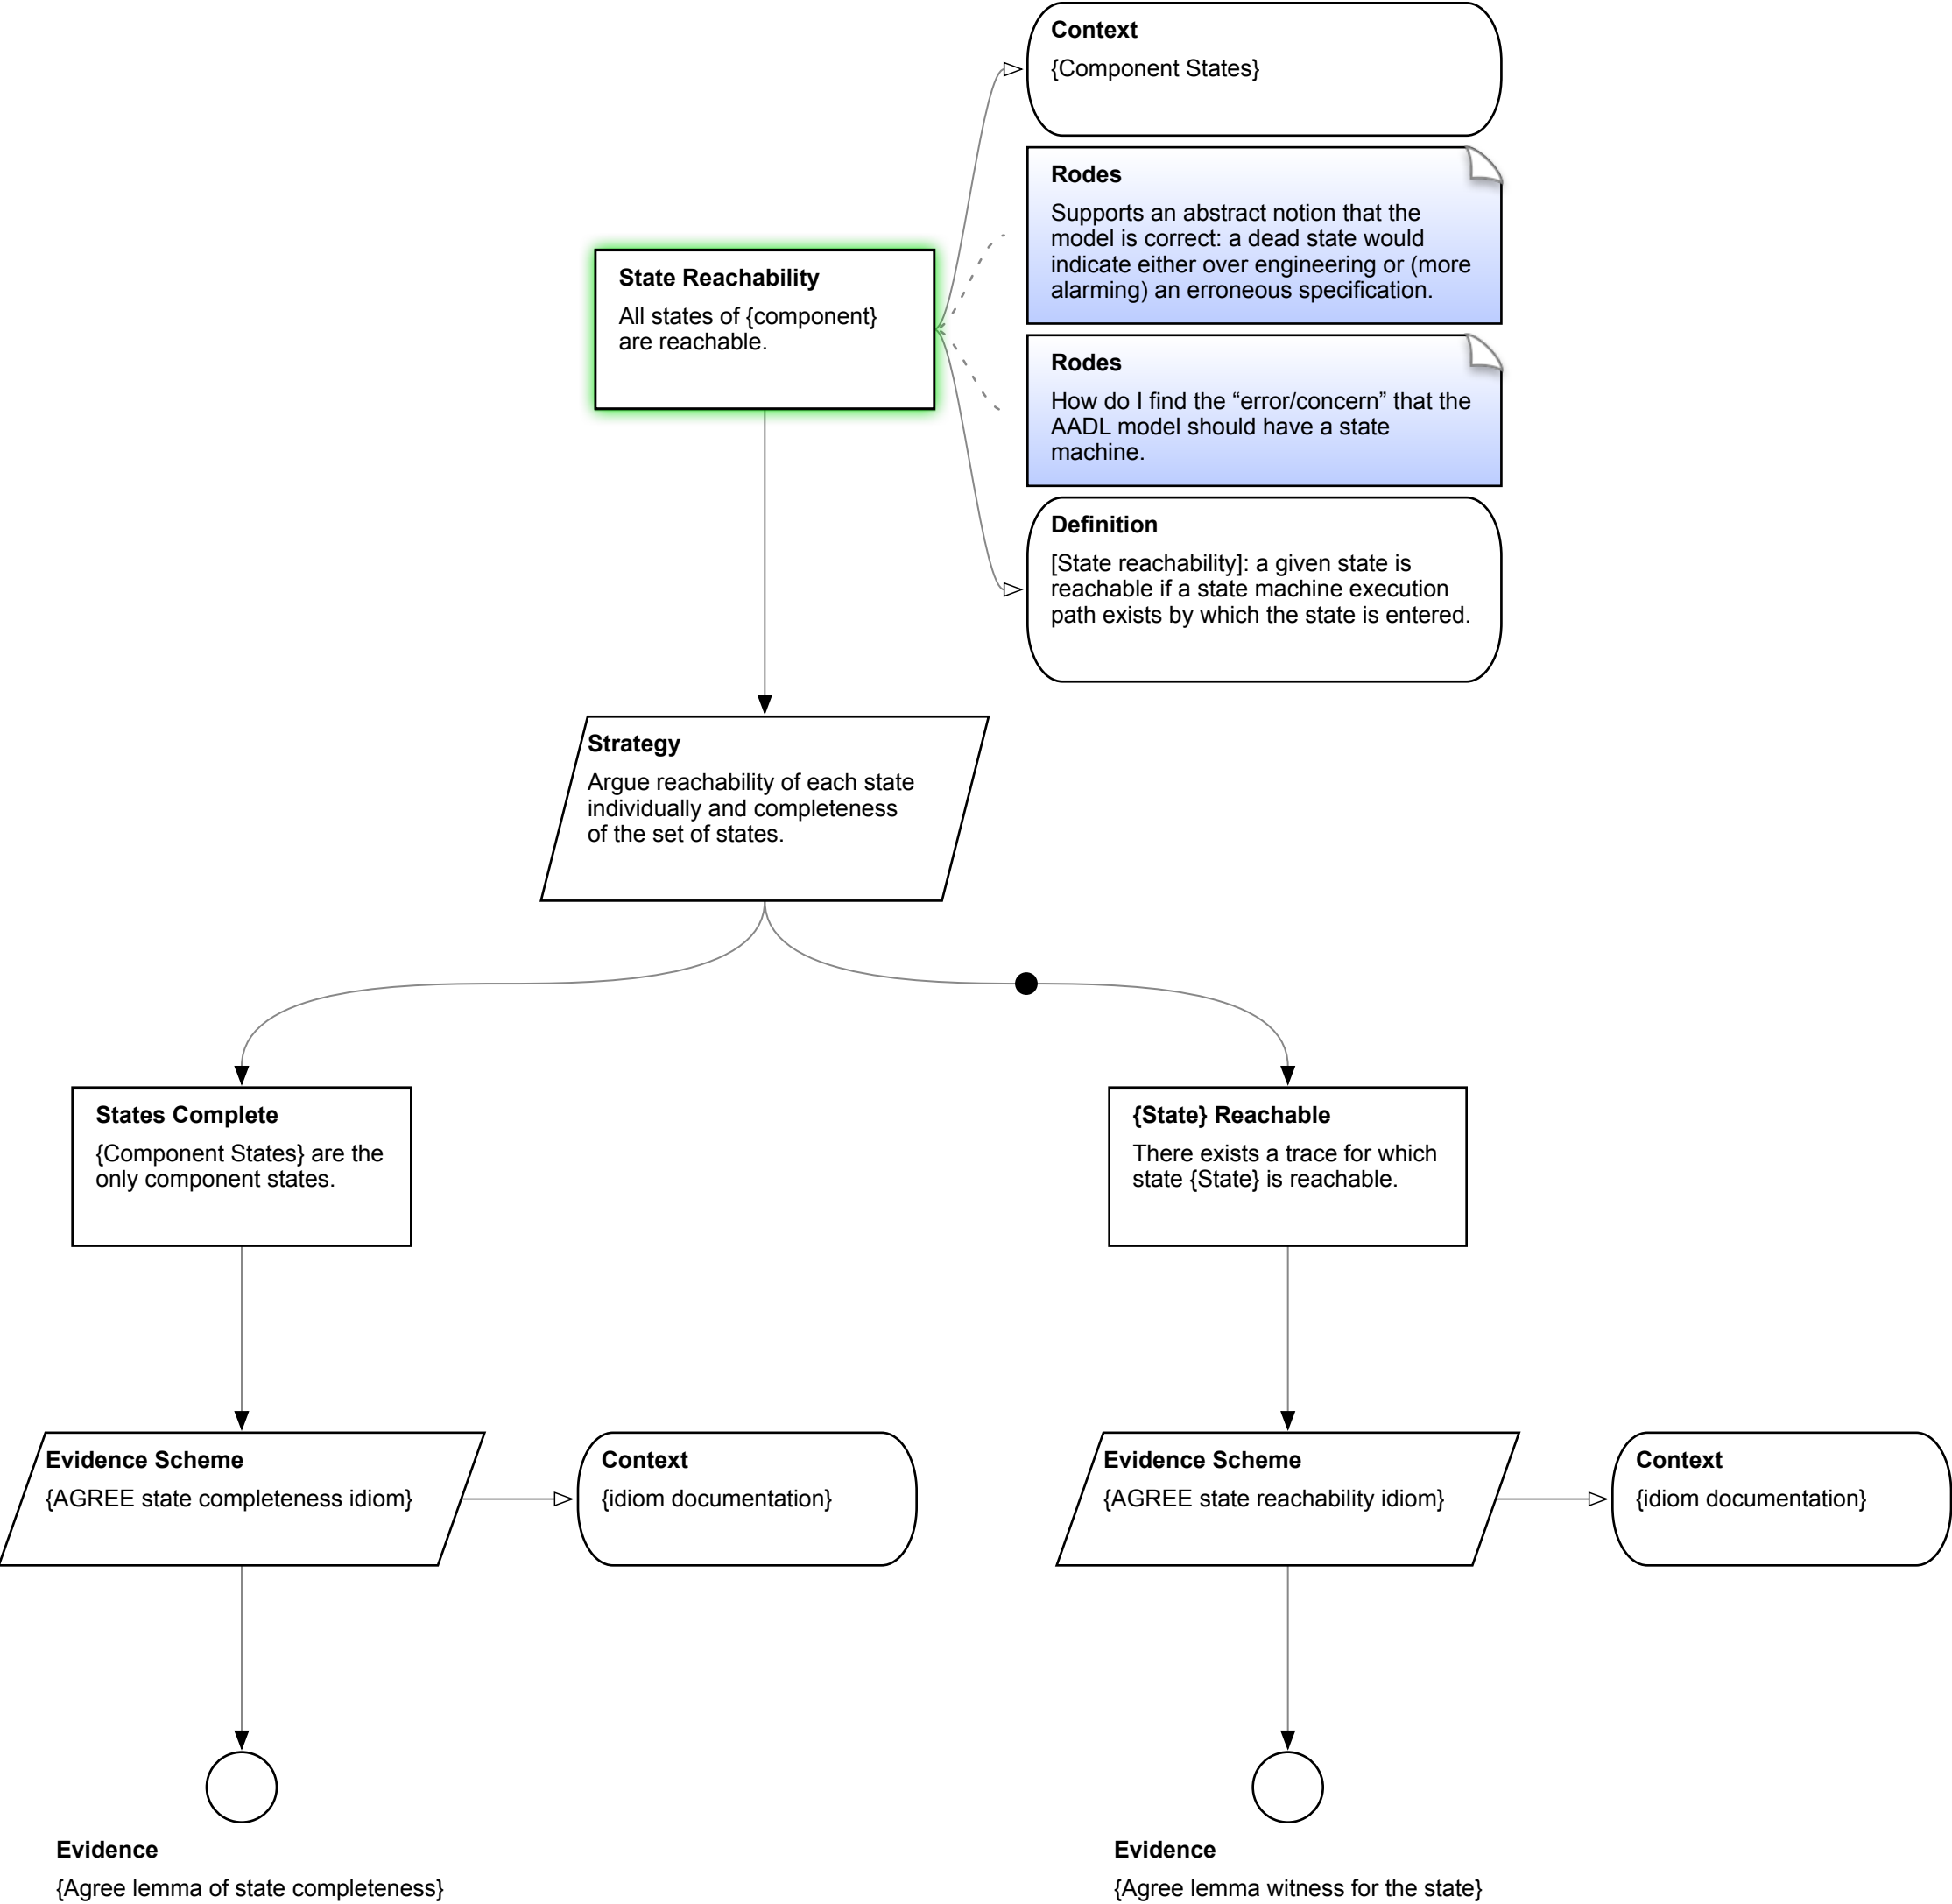 Context
{Component States}
Rodes
Supports an abstract notion that the
model is correct: a dead state would
indicate either over engineering or (more
alarming) an erroneous specification.
State Reachability
All states of {component}
are reachable.
Rodes
How do I find the “error/concern” that the
AADL model should have a state
machine.
Definition
[State reachability]: a given state is
reachable if a state machine execution
path exists by which the state is entered.
Strategy
Argue reachability of each state
individually and completeness
of the set of states.
States Complete
{Component States} are the
only component states.
{State} Reachable
There exists a trace for which
state {State} is reachable.
Evidence Scheme
{AGREE state completeness idiom}
Context
{idiom documentation}
Evidence Scheme
{AGREE state reachability idiom}
Context
{idiom documentation}
Evidence
{Agree lemma of state completeness}
Evidence
{Agree lemma witness for the state}